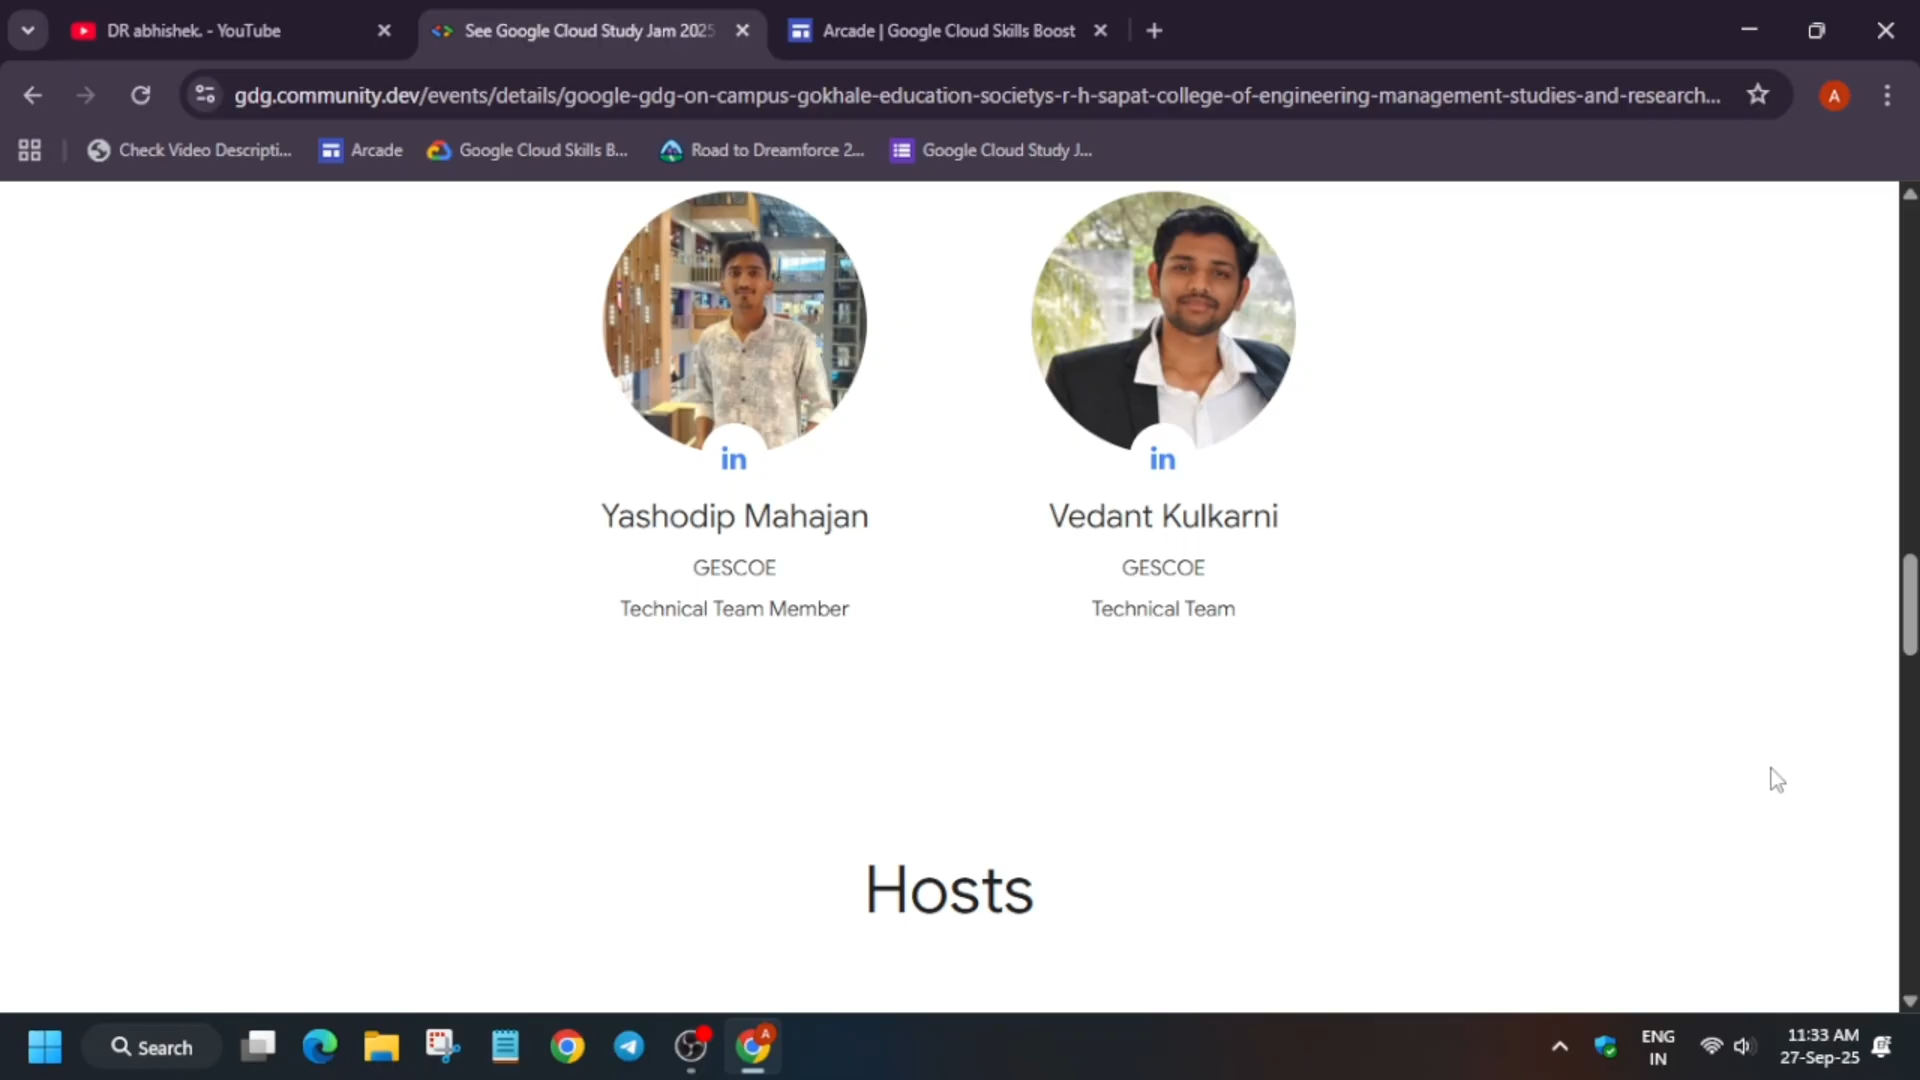 DR abhishek. - YouTube
See Google Cloud Study Jam 2025
Arcade | Google Cloud Skills Boost
gdg.community.dev/events/details/google-gdg-on-campus-gokhale-education-societys-r-h-sapat-college-of-engineering-management-studies-and-research...
A
Check Video Descripti...
Arcade
Google Cloud Skills B...
Road to Dreamforce 2...
Google Cloud Study J...
in
in
Yashodip Mahajan
Vedant Kulkarni
GESCOE
GESCOE
Technical Team Member
Technical Team
Hosts
Search
A
ENG
IN
11:33 AM
27-Sep-25